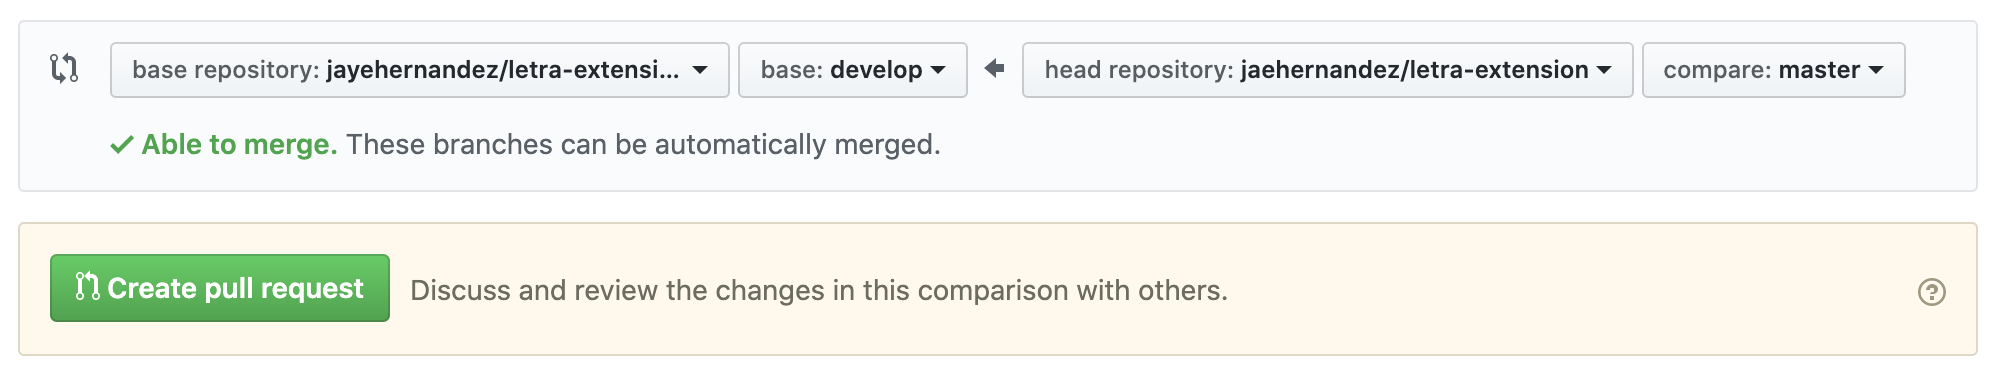 base repository: jayehernandez/letra-extensi... base: develop head repository: jaehernandez/letra-extension compare: master
Able to merge. These branches can be automatically merged.
Create pull request Discuss and review the changes in this comparison with others.